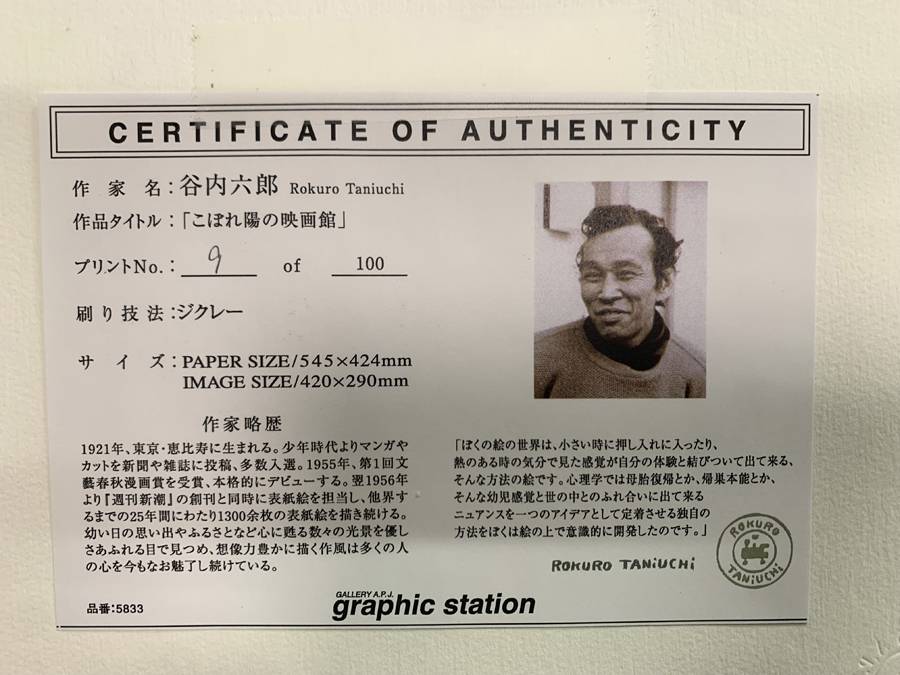 CERTIFICATE OF AUTHENTICITY
作家名：谷内六郎 Rokuro Taniuchi
作品タイトル：「こぼれ陽の映画館」
プリントNo.： 9 of 100
刷り技法：ジクレー
サイズ：PAPER SIZE/545×424mm
IMAGE SIZE/420×290mm
作家略歴
1921年、東京・恵比寿に生まれる。少年時代よりマンガや
カットを新聞や雑誌に投稿、多数入選。1955年、第1回文
藝春秋漫画賞を受賞、本格的にデビューする。翌1956年
より『週刊新潮』の創刊と同時に表紙絵を担当し、他界す
るまでの25年間にわたり1300余枚の表紙絵を描き続ける。
幼い日の思い出やふるさとなど心に甦る数々の光景を優し
さあふれる目で見つめ、想像力豊かに描く作風は多くの人
の心を今もなお魅了し続けている。
「ぼくの絵の世界は、小さい時に押し入れに入ったり、
熱のある時の気分で見た感覚が自分の体験と結びついて出て来る、
そんな方法の絵です。心理学では母胎復帰とか、帰巣本能とか、
そんな幼児感覚と世の中とのふれ合いに出て来る
ニュアンスを一つのアイデアとして定着させる独自の
方法をぼくは絵の上で意識的に開発したのです。」
ROKURO TANiUCHi
ROKURO
TANiUCHi
品番：5833
GALLERY A.P.J.
graphic station